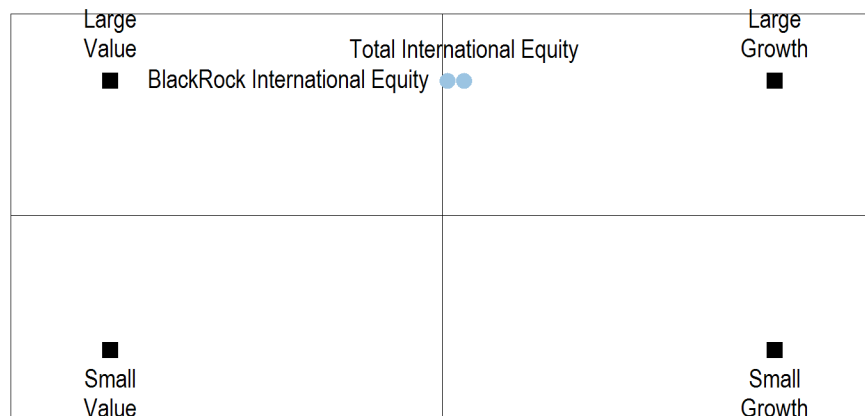 Large
Value
Large
Growth
Total International Equity
BlackRock International Equity
Small
Value
Small
Growth